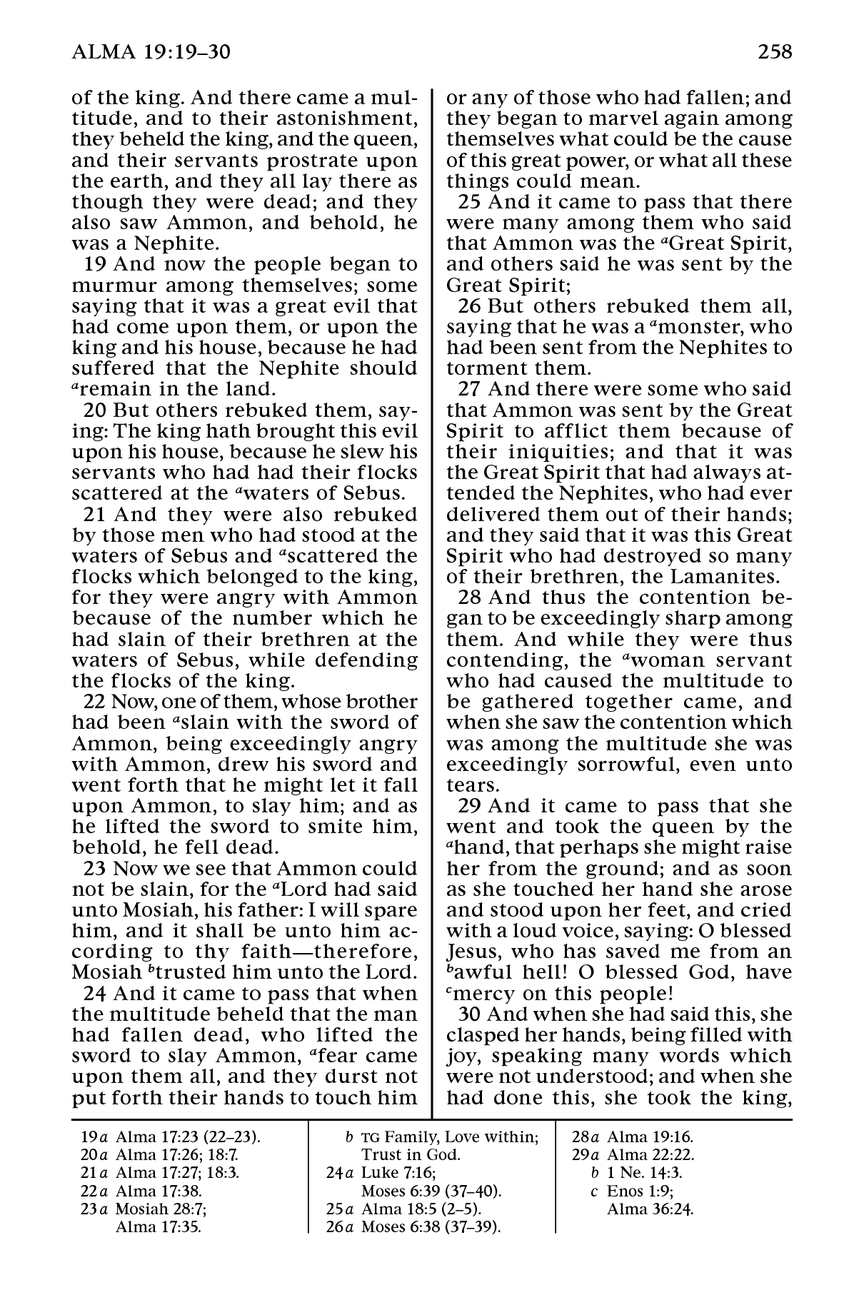 ALMA 19:19–30 258
of the king. And there came a mul-
titude, and to their astonishment,
they beheld the king, and the queen,
and their servants prostrate upon
the earth, and they all lay there as
though they were dead; and they
also saw Ammon, and behold, he
was a Nephite.
19 And now the people began to
murmur among themselves; some
saying that it was a great evil that
had come upon them, or upon the
king and his house, because he had
suffered that the Nephite should
aremain in the land.
20 But others rebuked them, say-
ing: The king hath brought this evil
upon his house, because he slew his
servants who had had their flocks
scattered at the awaters of Sebus.
21 And they were also rebuked
by those men who had stood at the
waters of Sebus and ascattered the
flocks which belonged to the king,
for they were angry with Ammon
because of the number which he
had slain of their brethren at the
waters of Sebus, while defending
the flocks of the king.
22 Now, one of them, whose brother
had been aslain with the sword of
Ammon, being exceedingly angry
with Ammon, drew his sword and
went forth that he might let it fall
upon Ammon, to slay him; and as
he lifted the sword to smite him,
behold, he fell dead.
23 Now we see that Ammon could
not be slain, for the aLord had said
unto Mosiah, his father: I will spare
him, and it shall be unto him ac-
cording to thy faith—therefore,
Mosiah btrusted him unto the Lord.
24 And it came to pass that when
the multitude beheld that the man
had fallen dead, who lifted the
sword to slay Ammon, afear came
upon them all, and they durst not
put forth their hands to touch him
or any of those who had fallen; and
they began to marvel again among
themselves what could be the cause
of this great power, or what all these
things could mean.
25 And it came to pass that there
were many among them who said
that Ammon was the aGreat Spirit,
and others said he was sent by the
Great Spirit;
26 But others rebuked them all,
saying that he was a amonster, who
had been sent from the Nephites to
torment them.
27 And there were some who said
that Ammon was sent by the Great
Spirit to afflict them because of
their iniquities; and that it was
the Great Spirit that had always at-
tended the Nephites, who had ever
delivered them out of their hands;
and they said that it was this Great
Spirit who had destroyed so many
of their brethren, the Lamanites.
28 And thus the contention be-
gan to be exceedingly sharp among
them. And while they were thus
contending, the awoman servant
who had caused the multitude to
be gathered together came, and
when she saw the contention which
was among the multitude she was
exceedingly sorrowful, even unto
tears.
29 And it came to pass that she
went and took the queen by the
ahand, that perhaps she might raise
her from the ground; and as soon
as she touched her hand she arose
and stood upon her feet, and cried
with a loud voice, saying: O blessed
Jesus, who has saved me from an
bawful hell! O blessed God, have
cmercy on this people!
30 And when she had said this, she
clasped her hands, being filled with
joy, speaking many words which
were not understood; and when she
had done this, she took the king,
19a Alma 17:23 (22–23).
20a Alma 17:26; 18:7.
21a Alma 17:27; 18:3.
22a Alma 17:38.
23a Mosiah 28:7;
Alma 17:35.
b TG Family, Love within;
Trust in God.
24a Luke 7:16;
Moses 6:39 (37–40).
25a Alma 18:5 (2–5).
26a Moses 6:38 (37–39).
28a Alma 19:16.
29a Alma 22:22.
b 1 Ne. 14:3.
c Enos 1:9;
Alma 36:24.